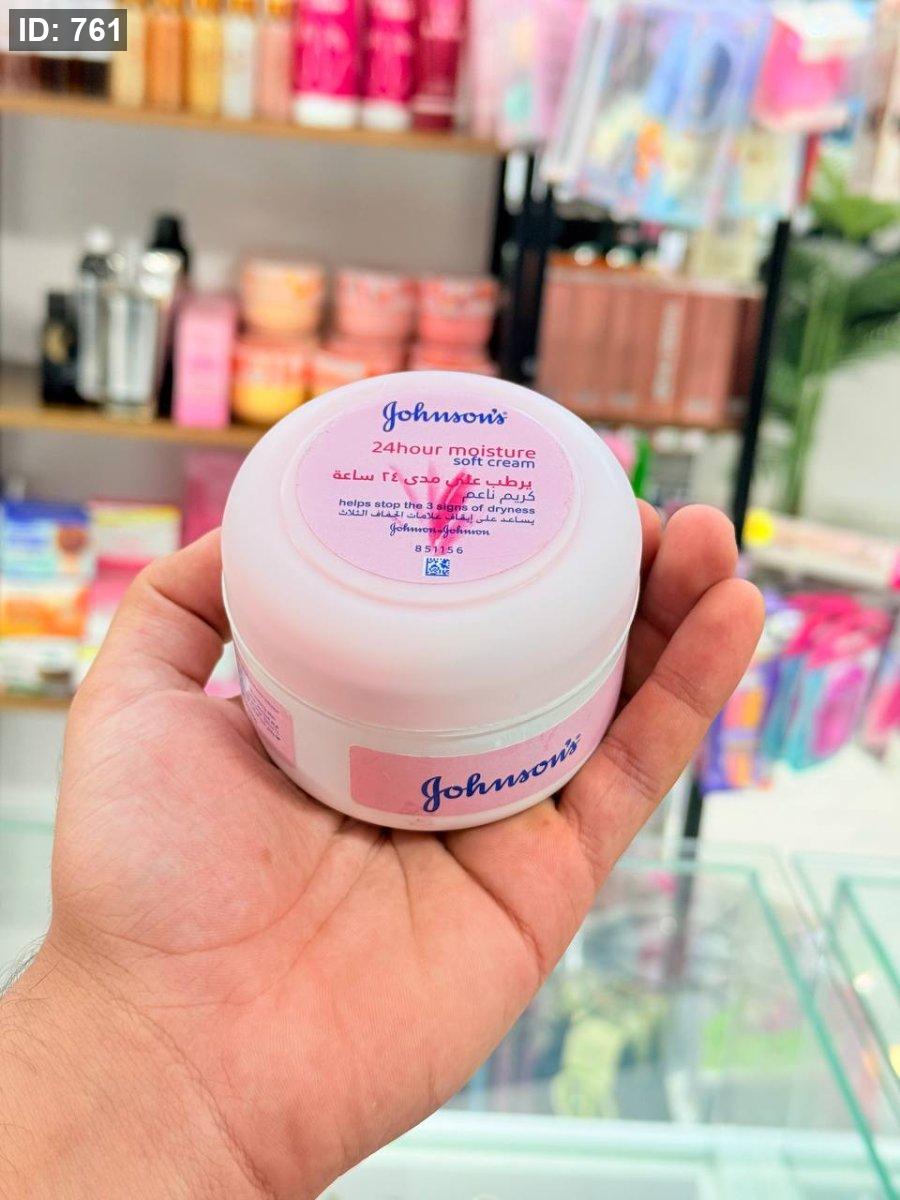 ID: 761
Johnson's
24hour moisture
soft cream
يرطب على مدى ٢٤ ساعة
كريم ناعم
helps stop the 3 signs of dryness
يساعد على إيقاف علامات الجفاف الثلاث
Johnson & Johnson
851156
Johnson's